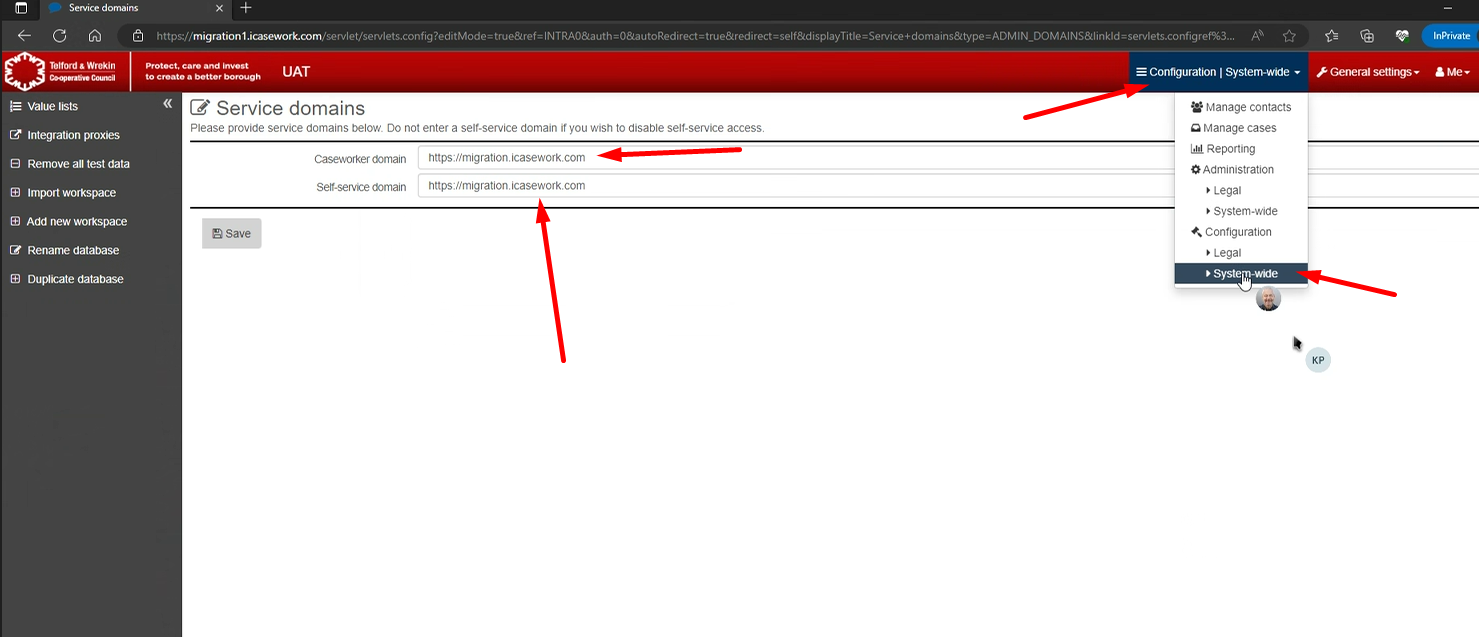 Service domains
https://migration1.icasework.com/servlet/servlets.config?editMode=true&ref=INTRA0&auth=0&autoRedirect=true&redirect=self&displayTitle=Service+domains&type=ADMIN_DOMAINS&linkId=servlets.configref%3...
InPrivate
Telford & Wrekin
Co-operative Council
Protect, care and invest
to create a better borough
UAT
Configuration | System-wide
General settings
Me
Value lists
Integration proxies
Remove all test data
Import workspace
Add new workspace
Rename database
Duplicate database
Service domains
Please provide service domains below. Do not enter a self-service domain if you wish to disable self-service access.
Caseworker domain
https://migration.icasework.com
Self-service domain
https://migration.icasework.com
Save
Manage contacts
Manage cases
Reporting
Administration
Legal
System-wide
Configuration
Legal
System-wide
KP